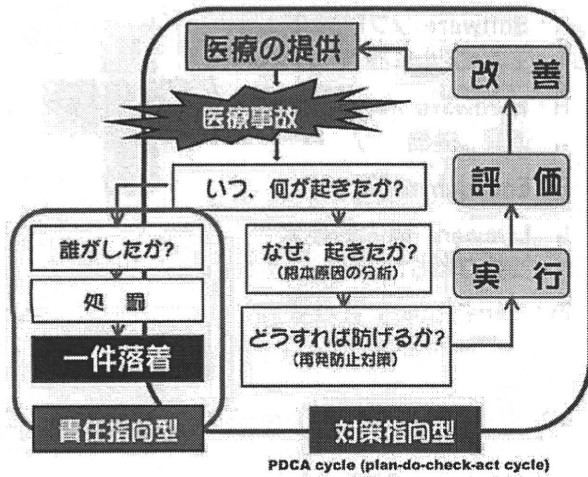 医療の提供
医療事故
いつ、何が起きたか?
誰がしたか?
処 罰
一件落着
責任指向型
なぜ、起きたか?
(根本原因の分析)
どうすれば防げるか?
(再発防止対策)
対策指向型
実 行
評 価
改 善
PDCA cycle (plan-do-check-act cycle)